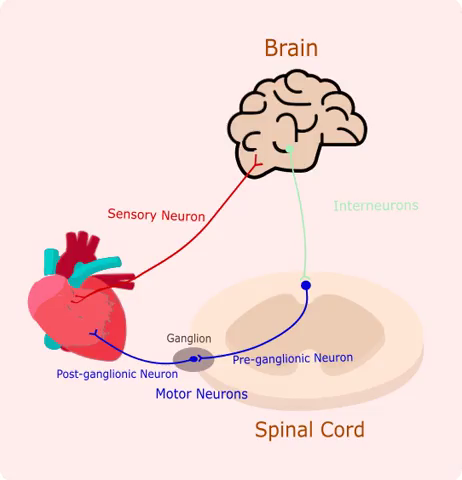 Brain
Interneurons
Sensory Neuron
Ganglion
Pre-ganglionic Neuron
Post-ganglionic Neuron
Motor Neurons
Spinal Cord